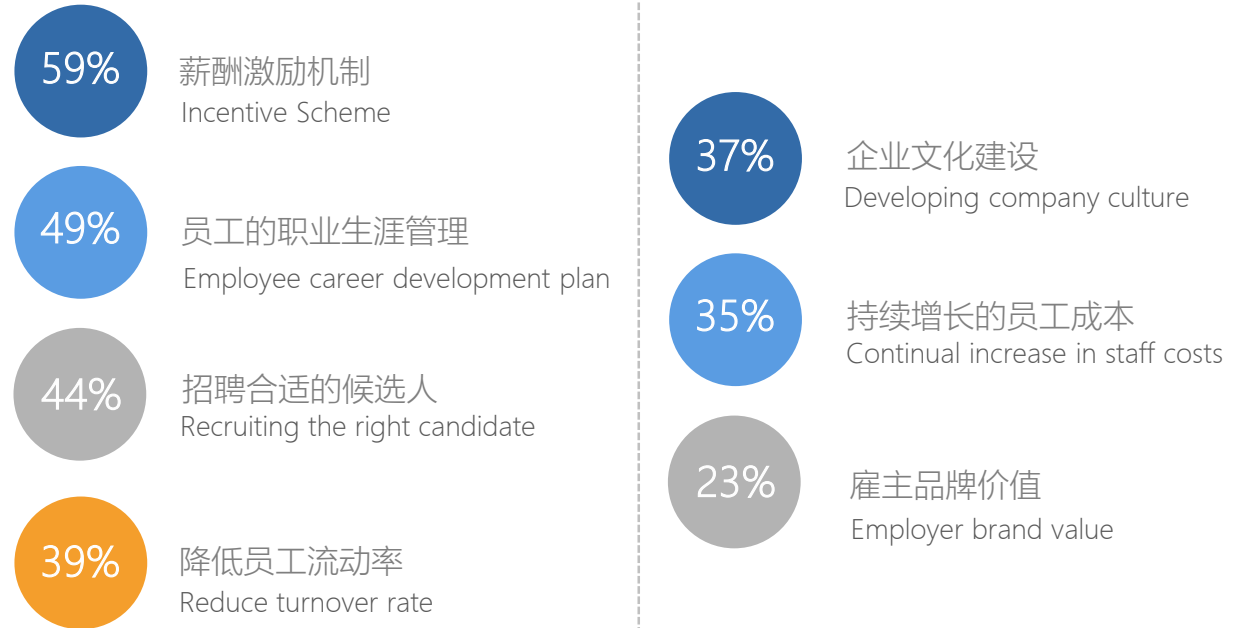 59%
薪酬激励机制
Incentive Scheme
49%
员工的职业生涯管理
Employee career development plan
44%
招聘合适的候选人
Recruiting the right candidate
39%
降低员工流动率
Reduce turnover rate
37%
企业文化建设
Developing company culture
35%
持续增长的员工成本
Continual increase in staff costs
23%
雇主品牌价值
Employer brand value